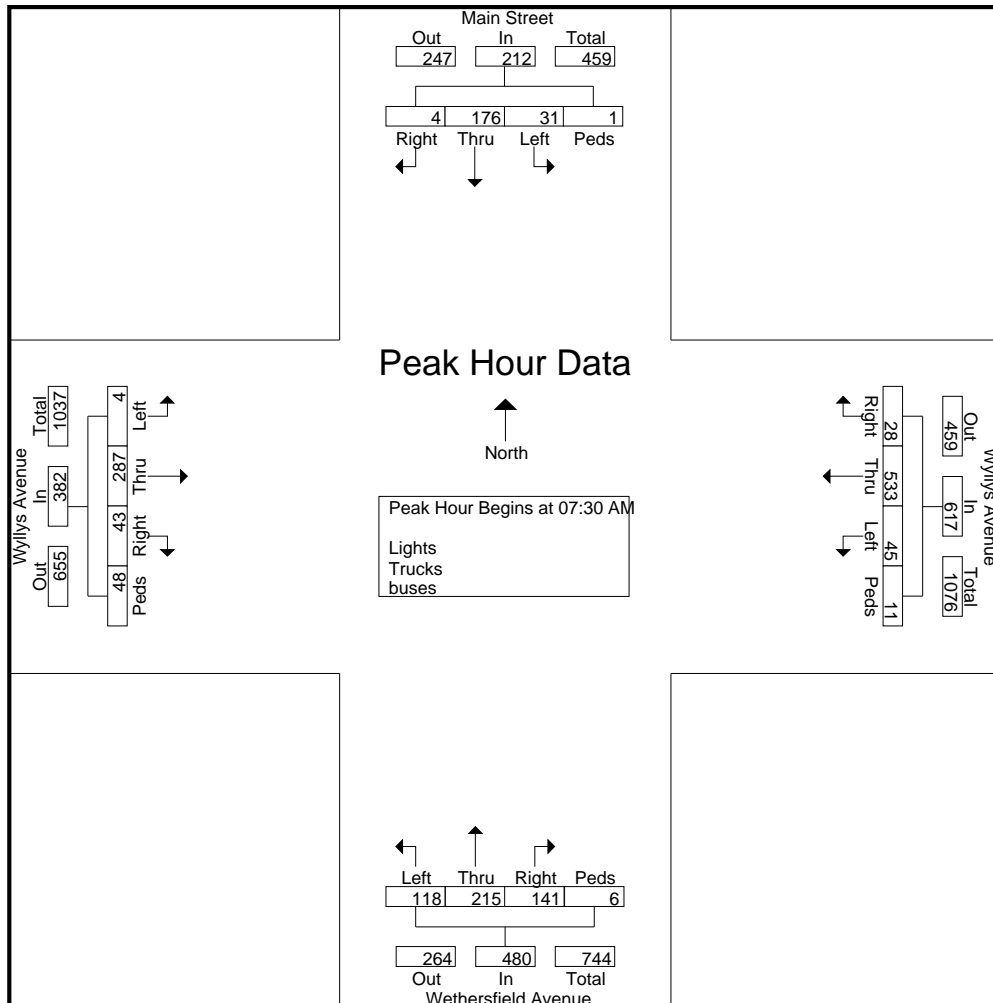 Main Street
Out In Total
247 212 459
4 176 31 1
Right Thru Left Peds
Peak Hour Data
North
Peak Hour Begins at 07:30 AM
Lights
Trucks
buses
Wyllys Avenue
Total In Out
1037 382 655
4 287 43 48
Left Thru Right Peds
Right Thru Left Peds
28 533 45 11
Out In Total
459 617 1076
Wyllys Avenue
Left Thru Right Peds
118 215 141 6
264 480 744
Out In Total
Wethersfield Avenue